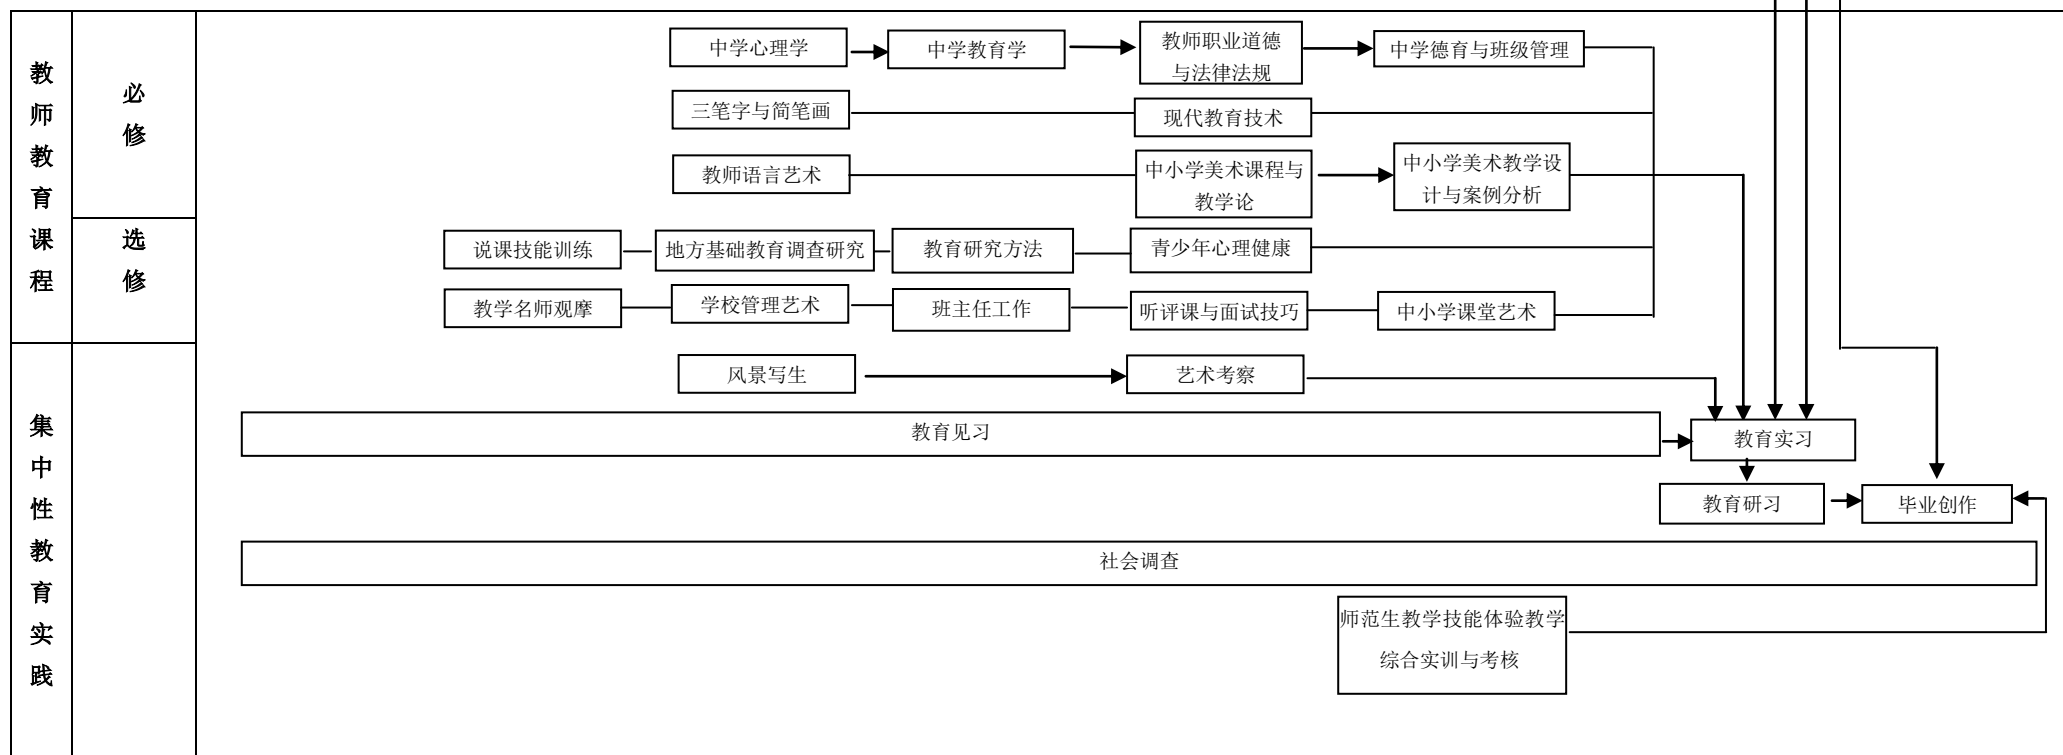 教师教育课程
必修
中学心理学
中学教育学
教师职业道德
与法律法规
中学德育与班级管理
三笔字与简笔画
现代教育技术
教师语言艺术
中小学美术课程与
教学论
中小学美术教学设
计与案例分析
选修
说课技能训练
地方基础教育调查研究
教育研究方法
青少年心理健康
教学名师观摩
学校管理艺术
班主任工作
听评课与面试技巧
中小学课堂艺术
集中性教育实践
风景写生
艺术考察
教育见习
教育实习
教育研习
毕业创作
社会调查
师范生教学技能体验教学
综合实训与考核